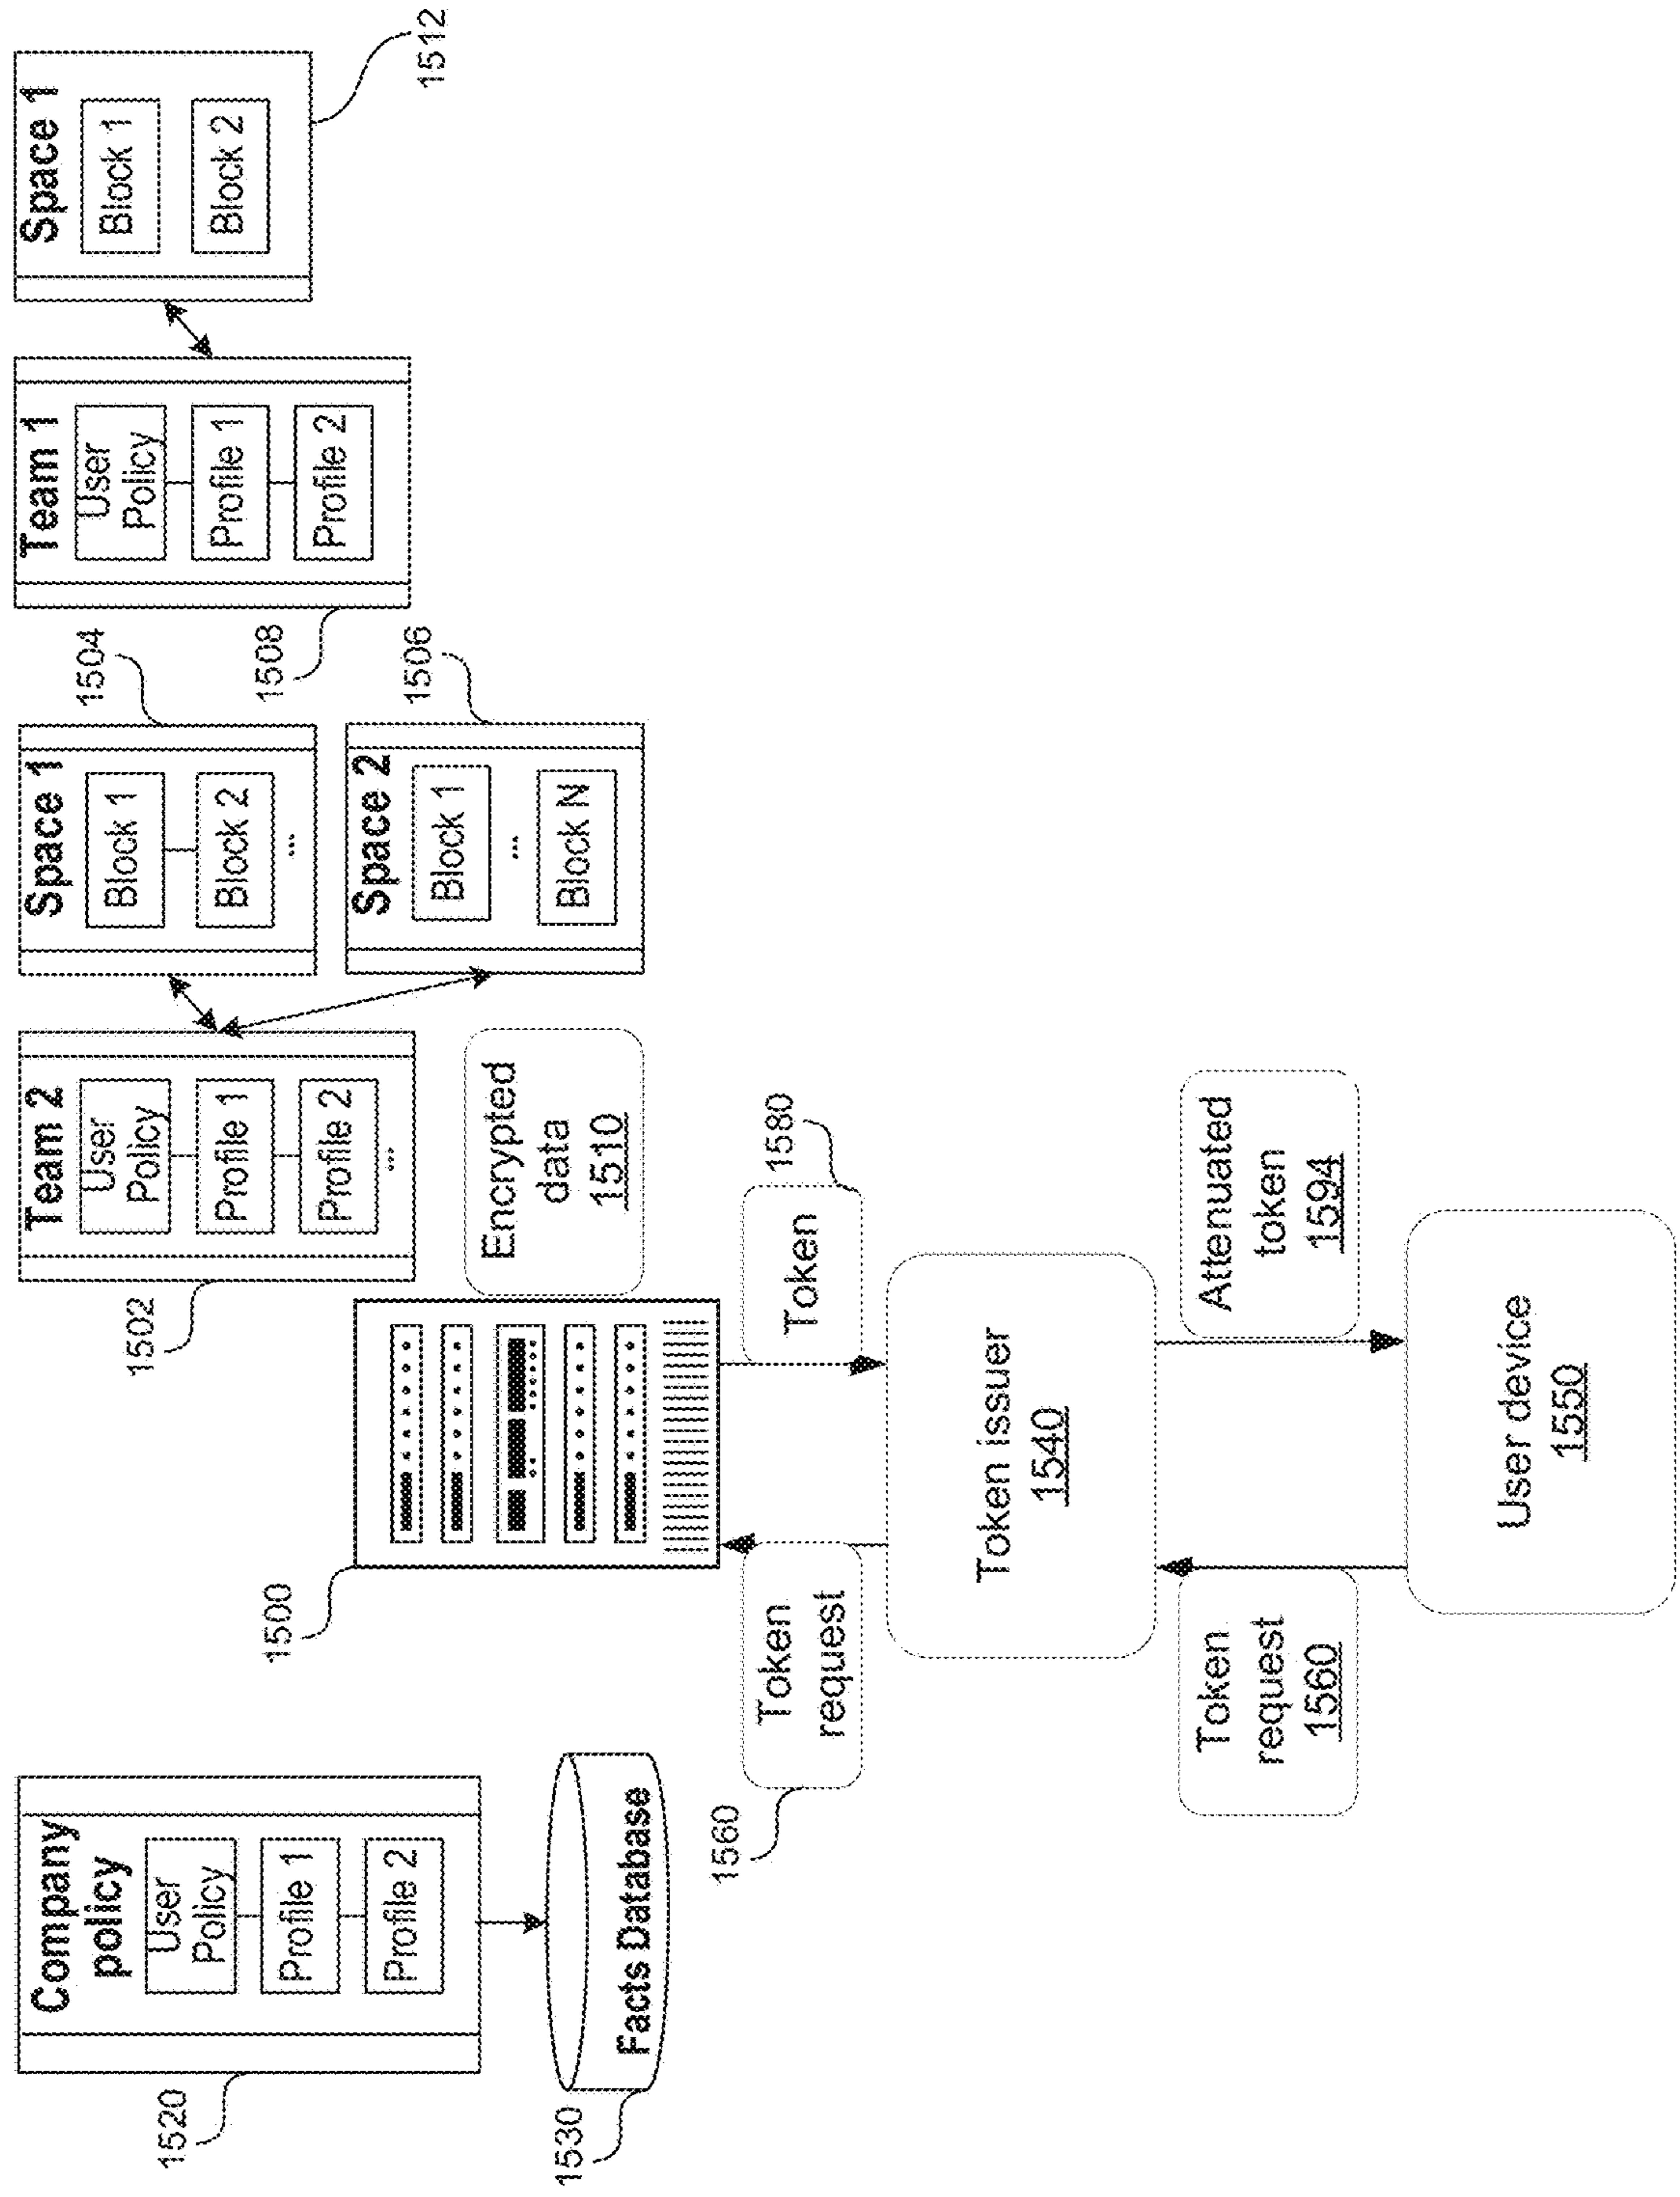 Company
policy
User
Policy
Profile 1
Profile 2
1520
Facts Database
1530
Team 2
User
Policy
Profile 1
Profile 2
...
1502
Space 1
Block 1
Block 2
...
1504
Space 2
Block 1
...
Block N
1506
Team 1
User
Policy
Profile 1
Profile 2
1508
Space 1
Block 1
Block 2
1512
1500
Encrypted
data
1510
Token
request
1560
Token
1580
Token issuer
1540
Token
request
1560
Attenuated
token
1594
User device
1550